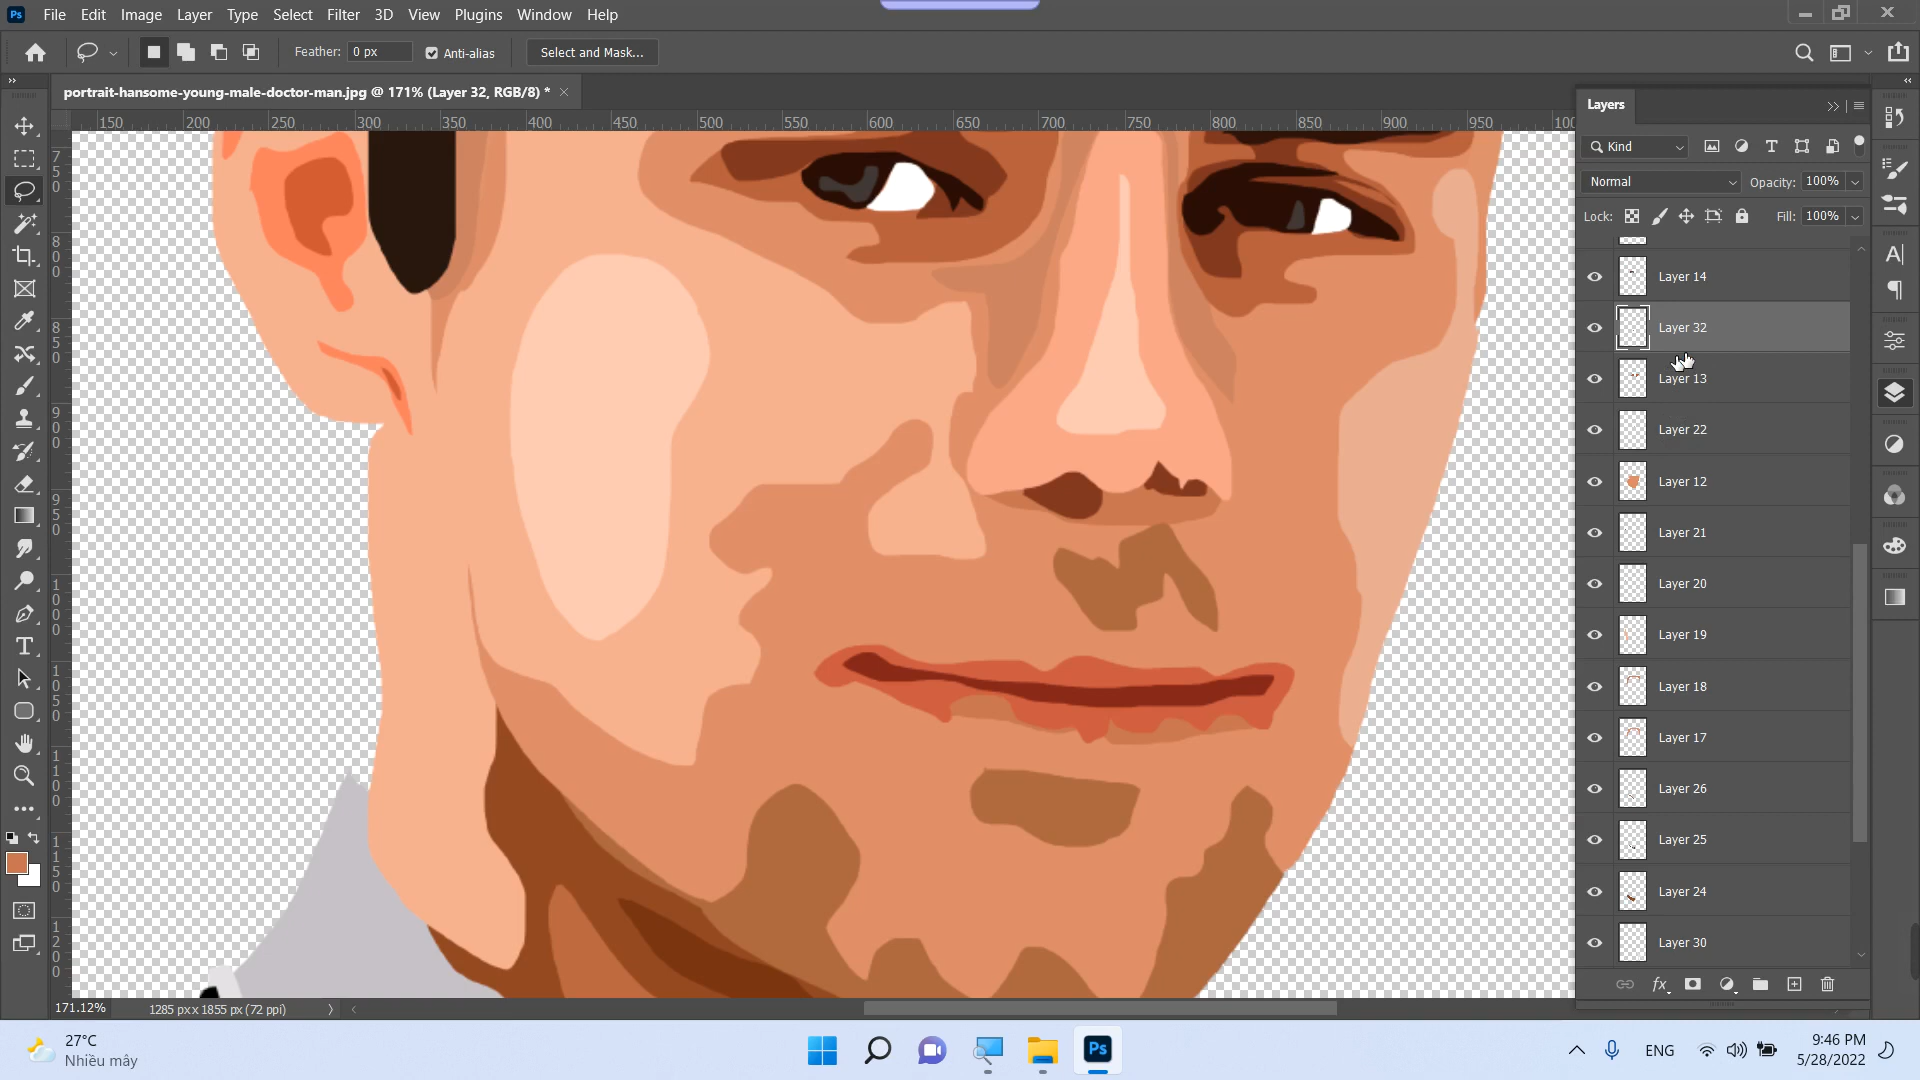 Ps File Edit Image Layer Type Select Filter 3D View Plugins Window Help
Feather: 0 px Anti-alias Select and Mask...
portrait-hansome-young-male-doctor-man.jpg @ 171% (Layer 32, RGB/8) *
150 200 250 300 350 400 450 500 550 600 650 700 750 800 850 900 950 100
750
800
850
900
950
1000
1050
1100
1150
1200
Layers
Kind
Normal Opacity: 100%
Lock: Fill: 100%
Layer 14
Layer 32
Layer 13
Layer 22
Layer 12
Layer 21
Layer 20
Layer 19
Layer 18
Layer 17
Layer 26
Layer 25
Layer 24
Layer 30
fx
171.12% 1285 px x 1855 px (72 ppi)
27°C
Nhiều mây
Ps
ENG
9:46 PM
5/28/2022